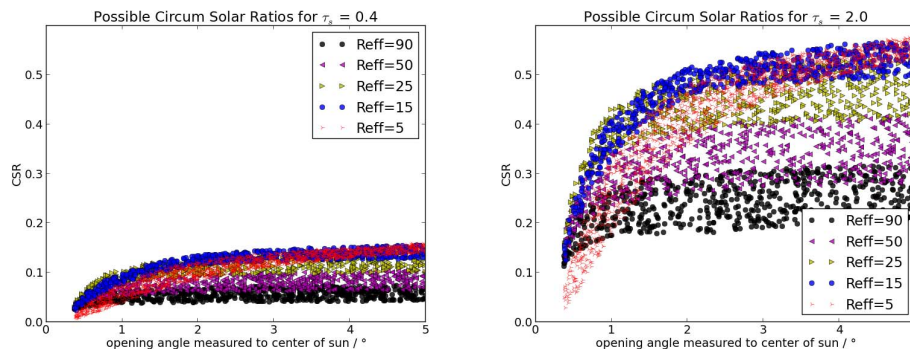 Possible Circum Solar Ratios for τs = 0.4
CSR
0.5
0.4
0.3
0.2
0.1
0.0
0
1
2
3
4
5
opening angle measured to center of sun / °
Reff=90
Reff=50
Reff=25
Reff=15
Reff=5
Possible Circum Solar Ratios for τs = 2.0
CSR
0.5
0.4
0.3
0.2
0.1
0.0
0
1
2
3
4
opening angle measured to center of sun / °
Reff=90
Reff=50
Reff=25
Reff=15
Reff=5